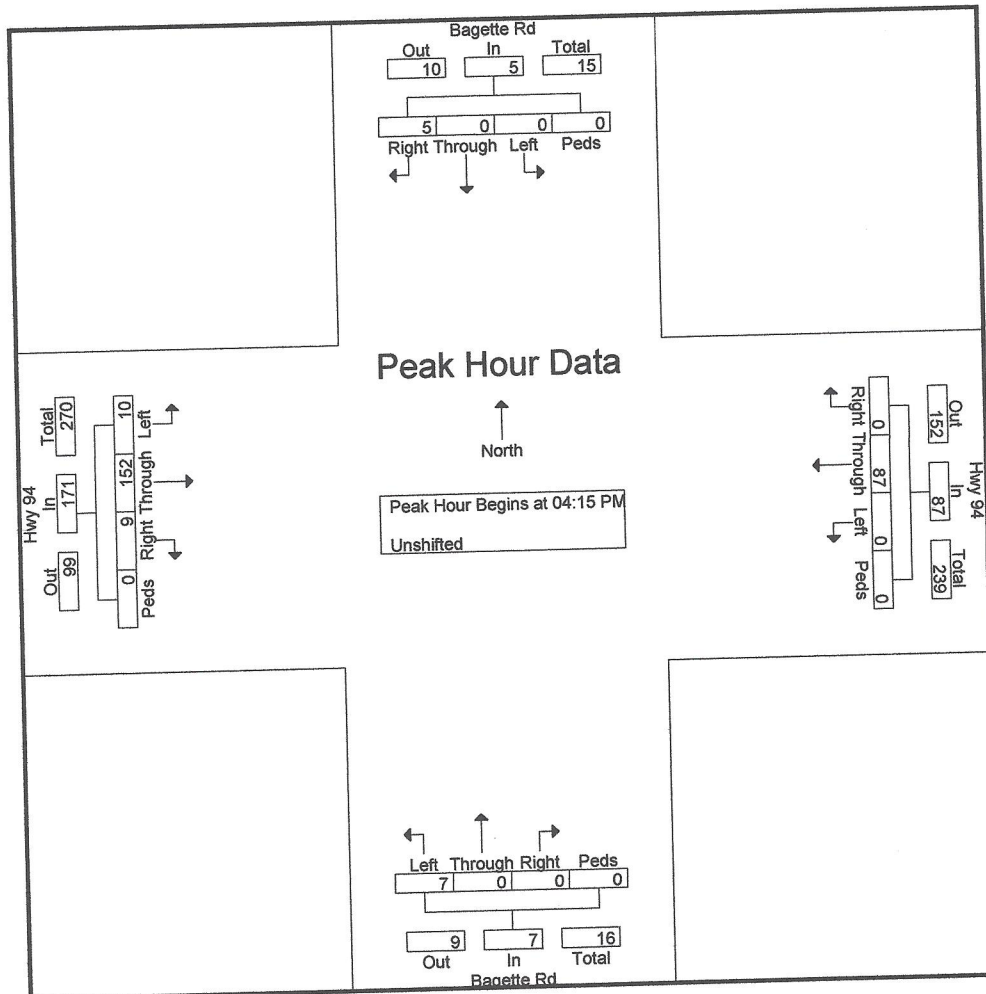 Bagette Rd
Out In Total
10 5 15
5 0 0 0
Right Through Left Peds
Peak Hour Data
North
Peak Hour Begins at 04:15 PM
Unshifted
Hwy 94
Total In Out
270 171 99
10 152 9 0
Left Through Right Peds
Right Through Left Peds
0 87 0 0
Out In Total
152 87 239
Hwy 94
Left Through Right Peds
7 0 0 0
9 7 16
Out In Total
Bagette Rd